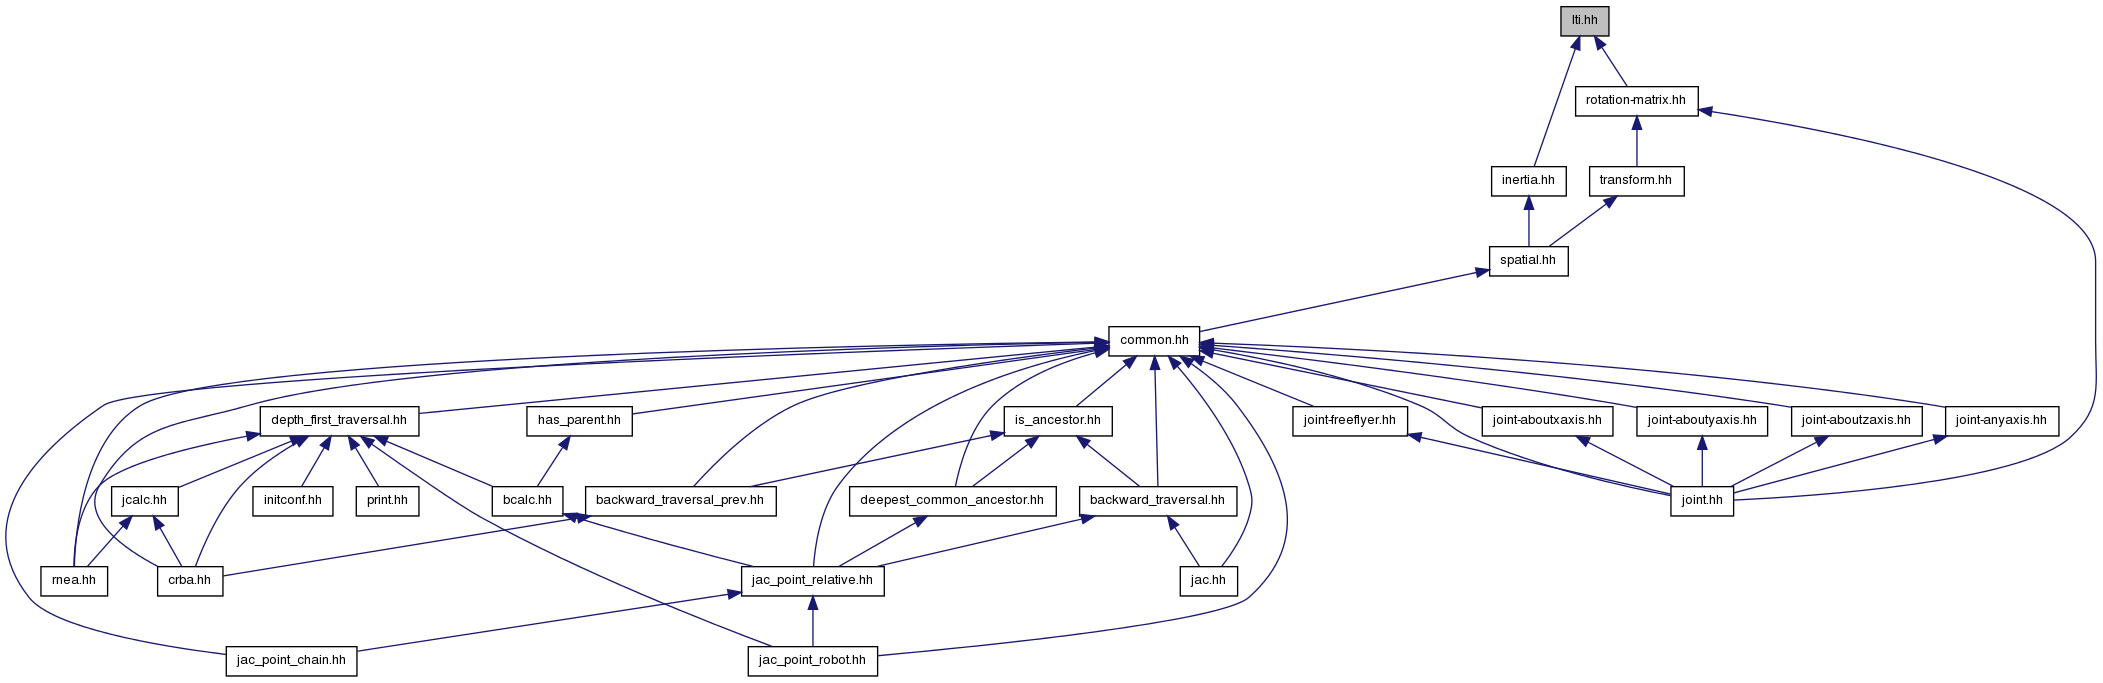 lti.hh
rotation-matrix.hh
inertia.hh
transform.hh
spatial.hh
common.hh
depth_first_traversal.hh
has_parent.hh
is_ancestor.hh
joint-freeflyer.hh
joint-aboutxaxis.hh
joint-aboutyaxis.hh
joint-aboutzaxis.hh
joint-anyaxis.hh
jcalc.hh
initconf.hh
print.hh
bcalc.hh
backward_traversal_prev.hh
deepest_common_ancestor.hh
backward_traversal.hh
joint.hh
rnea.hh
crba.hh
jac_point_relative.hh
jac.hh
jac_point_chain.hh
jac_point_robot.hh